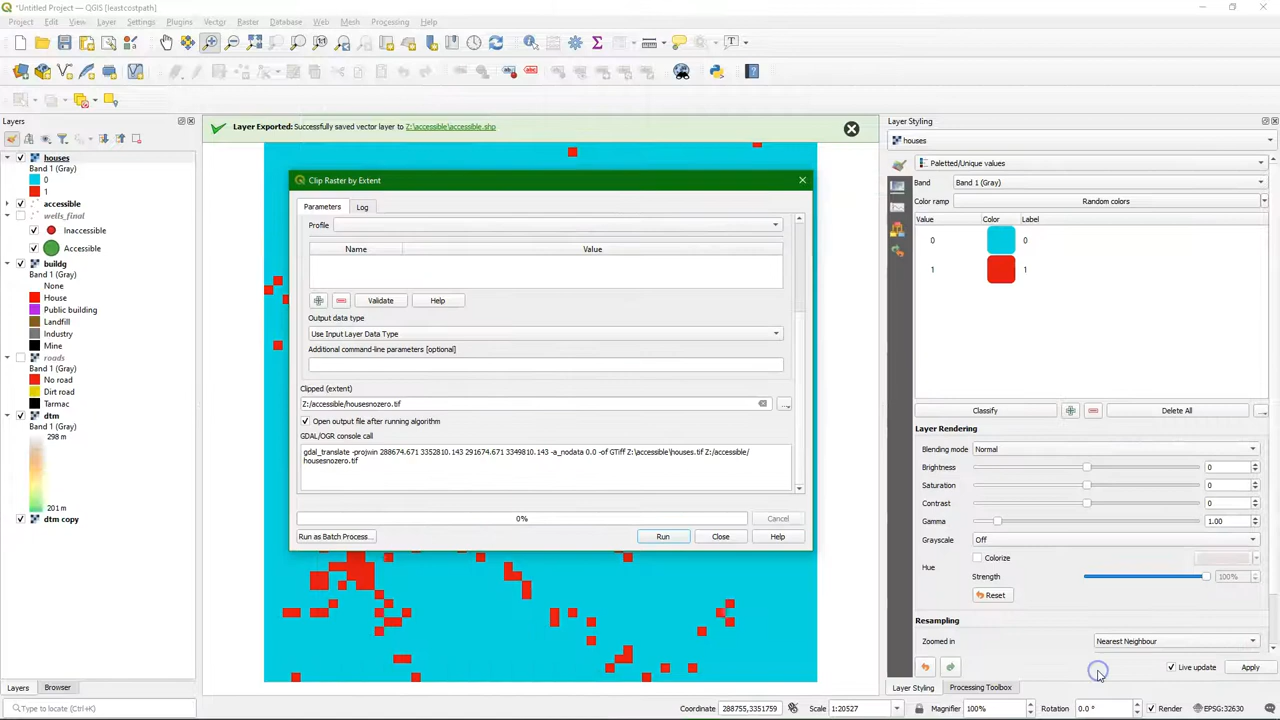 *Untitled Project — QGIS [leastcostpath]
Project Edit View Layer Settings Plugins Vector Raster Database Web Mesh Processing Help
Layers
houses
Band 1 (Gray)
0
1
accessible
wells_final
Inaccessible
Accessible
buildg
Band 1 (Gray)
None
House
Public building
Landfill
Industry
Mine
roads
Band 1 (Gray)
No road
Dirt road
Tarmac
dtm
Band 1 (Gray)
298 m
201 m
dtm copy
Layers Browser
Layer Exported: Successfully saved vector layer to Z:\accessible\accessible.shp
Clip Raster by Extent
Parameters Log
Profile
Name Value
Validate Help
Output data type
Use Input Layer Data Type
Additional command-line parameters [optional]
Clipped (extent)
Z:/accessible/housesnozero.tif
...
Open output file after running algorithm
GDAL/OGR console call
gdal_translate -projwin 288674.671 3352810.143 291674.671 3349810.143 -a_nodata 0.0 -of GTiff Z:\accessible\houses.tif Z:/accessible/
housesnozero.tif
0% Cancel
Run as Batch Process... Run Close Help
Layer Styling
houses
Paletted/Unique values
Band Band 1 (Gray)
Color ramp Random colors
Value Color Label
0 0
1 1
Classify Delete All ...
Layer Rendering
Blending mode Normal
Brightness 0
Saturation 0
Contrast 0
Gamma 1.00
Grayscale Off
Colorize
Hue
Strength 100%
Reset
Resampling
Zoomed in Nearest Neighbour
Live update Apply
Layer Styling Processing Toolbox
Type to locate (Ctrl+K) Coordinate 288755,3351759 Scale 1:20527 Magnifier 100% Rotation 0.0 ° Render EPSG:32630